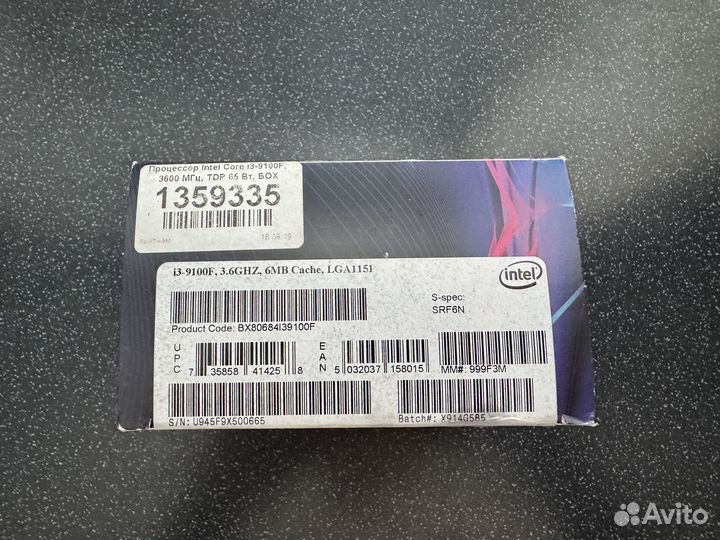 Процессор Intel Core i3-9100F,
3600 МГц, TDP 65 Вт, БОХ
1359335
16.08.19
i3-9100F, 3.6GHZ, 6MB Cache, LGA1151
intel
S-spec:
SRF6N
Product Code: BX80684I39100F
UPC 7 35858 41425 8
EAN 5 032037 158015
MM#: 999F3M
S/N: U945F9X500665
Batch#: X914G585
Avito